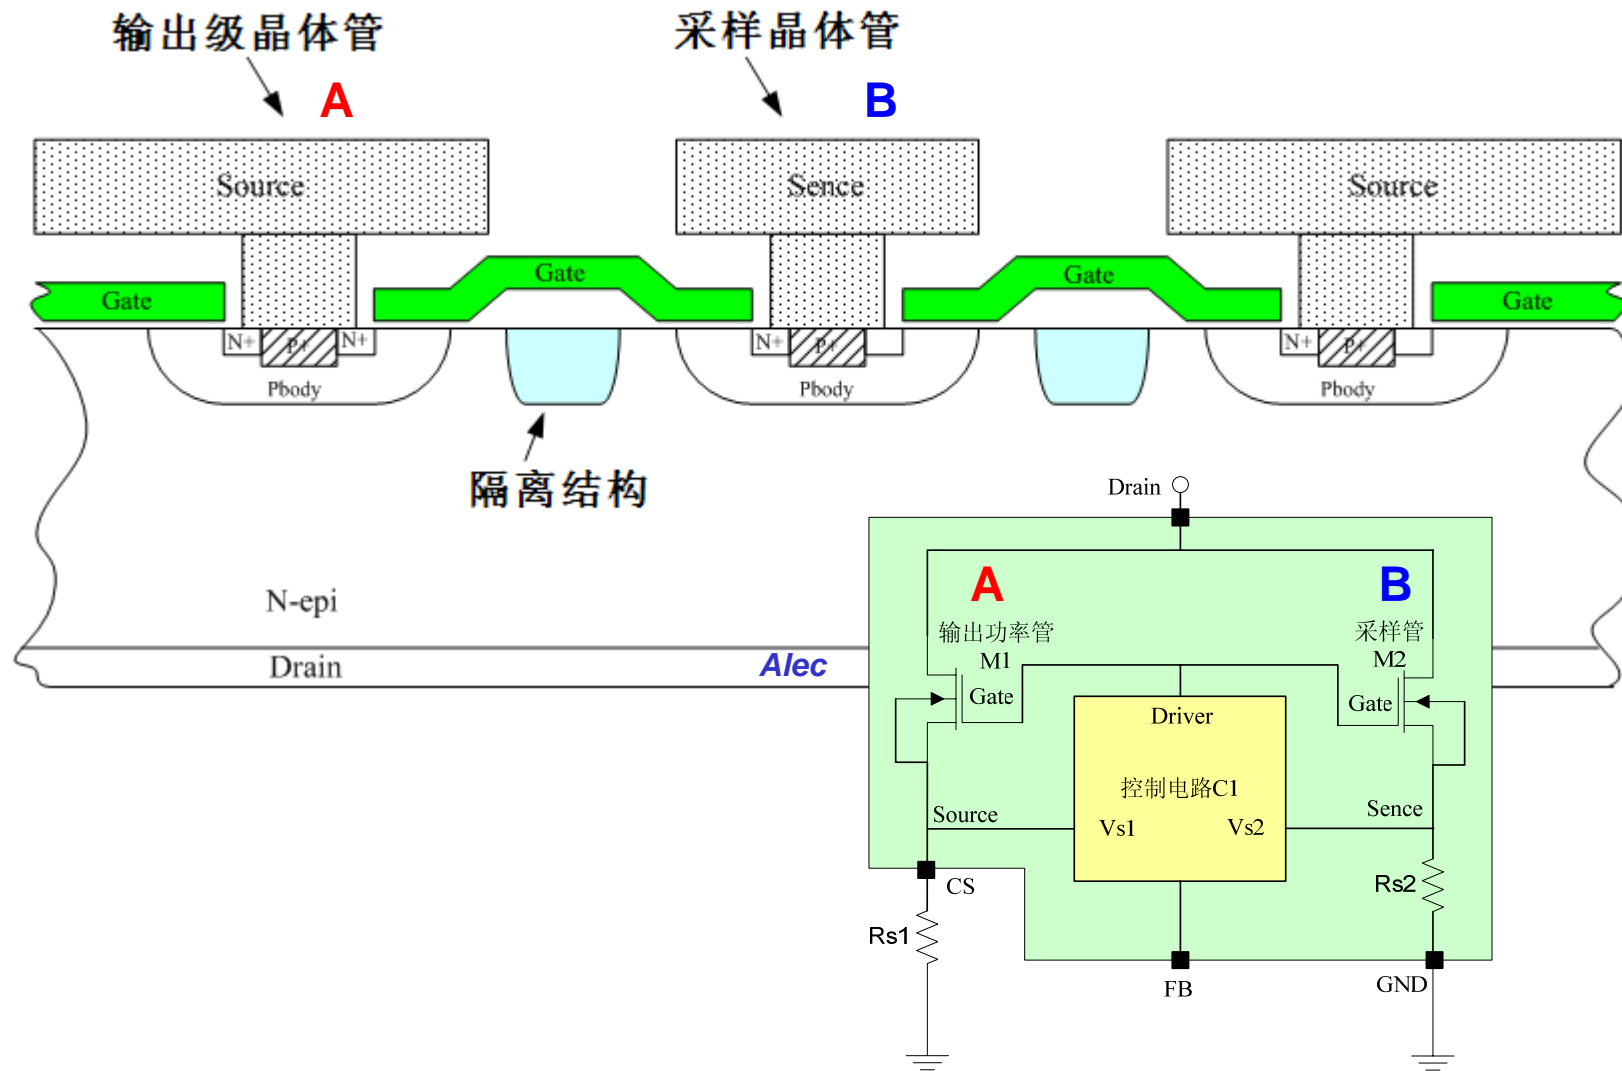 输出级晶体管
采样晶体管
A
B
Source
Sence
Source
Gate
Gate
Gate
Gate
N+
P+
N+
N+
P+
N+
P+
Pbody
Pbody
Pbody
隔离结构
N-epi
Drain
Alec
Drain
A
B
输出功率管
M1
Gate
采样管
M2
Gate
Driver
控制电路C1
Vs1
Vs2
Source
Sence
CS
Rs1
Rs2
FB
GND